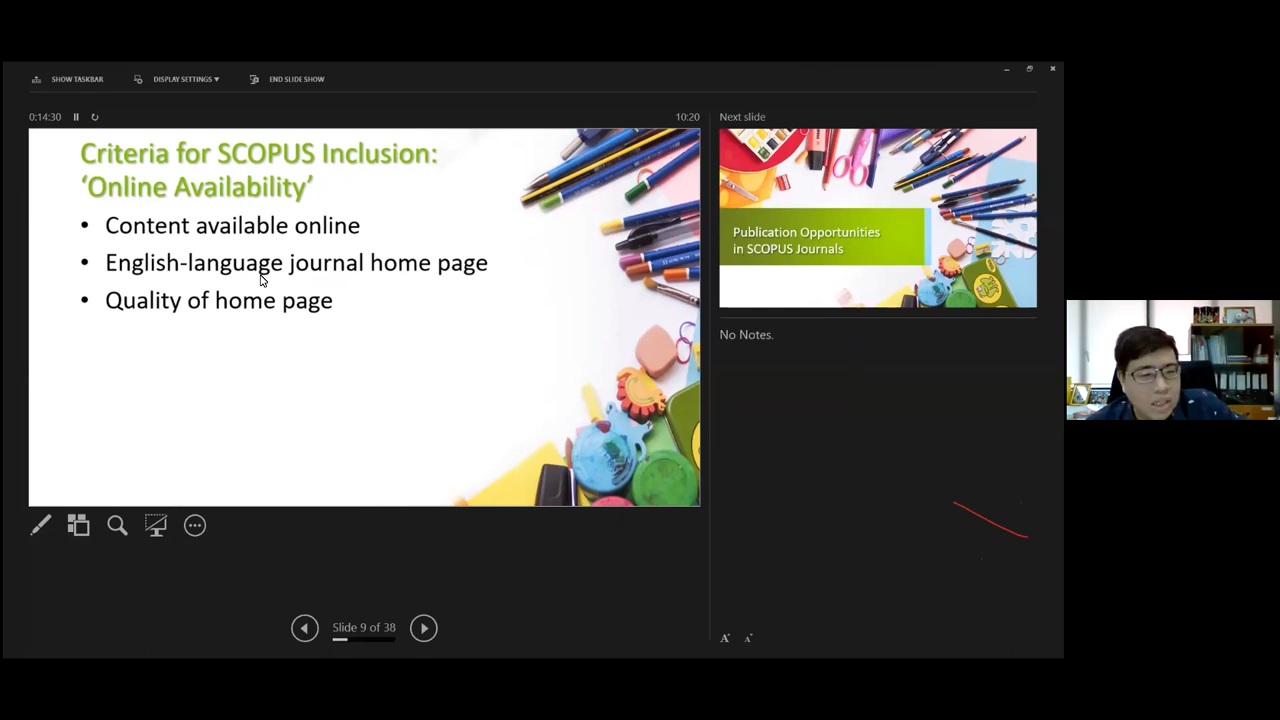 SHOW TASKBAR
DISPLAY SETTINGS ▼
END SLIDE SHOW
0:14:30
10:20
Next slide
Criteria for SCOPUS Inclusion:
‘Online Availability’
• Content available online
• English-language journal home page
• Quality of home page
Publication Opportunities
in SCOPUS Journals
No Notes.
Slide 9 of 38
A A